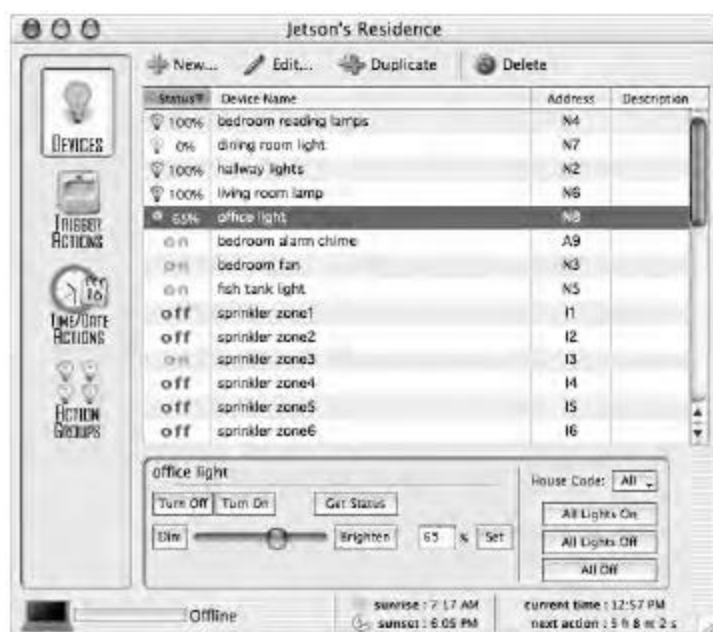 Jetson's Residence
New... Edit... Duplicate Delete
Status Device Name Address Description
100% bedroom reading lamps N4
0% dining room light N7
100% hallway lights N2
100% living room lamp N6
65% office light N8
on bedroom alarm chime A9
on bedroom fan N3
on fish tank light N5
off sprinkler zone1 I1
off sprinkler zone2 I2
on sprinkler zone3 I3
off sprinkler zone4 I4
off sprinkler zone5 I5
off sprinkler zone6 I6
DEVICES
TRIGGER
ACTIONS
TIME/DATE
ACTIONS
ACTION
GROUPS
office light
Turn Off Turn On Get Status
Dim Brighten 65 % Set
House Code: All
All Lights On
All Lights Off
All Off
Offline
sunrise : 7:17 AM
sunset : 6:05 PM
current time : 12:57 PM
next action : 5 h 8 m 2 s